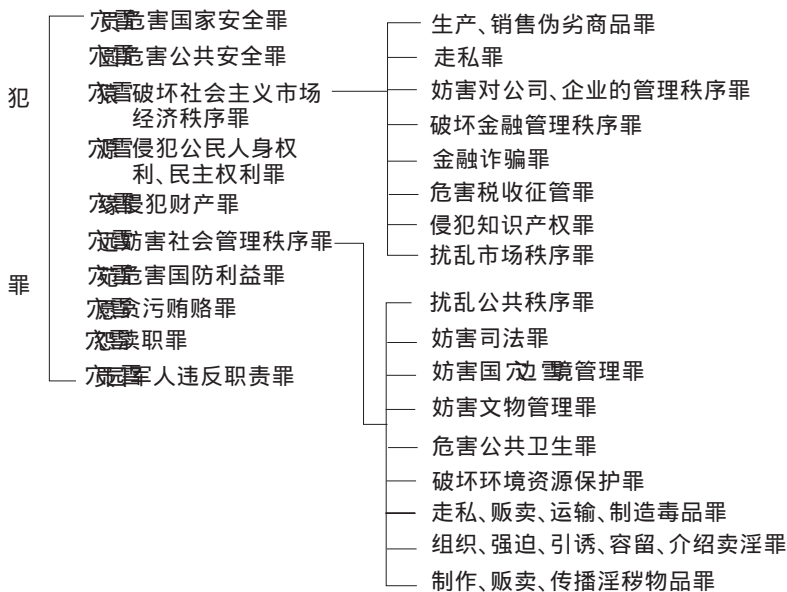 犯
罪
危害国家安全罪
危害公共安全罪
破坏社会主义市场
经济秩序罪
侵犯公民人身权
利、民主权利罪
侵犯财产罪
妨害社会管理秩序罪
危害国防利益罪
贪污贿赂罪
渎职罪
军人违反职责罪
生产、销售伪劣商品罪
走私罪
妨害对公司、企业的管理秩序罪
破坏金融管理秩序罪
金融诈骗罪
危害税收征管罪
侵犯知识产权罪
扰乱市场秩序罪
扰乱公共秩序罪
妨害司法罪
妨害国穴边雪境管理罪
妨害文物管理罪
危害公共卫生罪
破坏环境资源保护罪
走私、贩卖、运输、制造毒品罪
组织、强迫、引诱、容留、介绍卖淫罪
制作、贩卖、传播淫秽物品罪